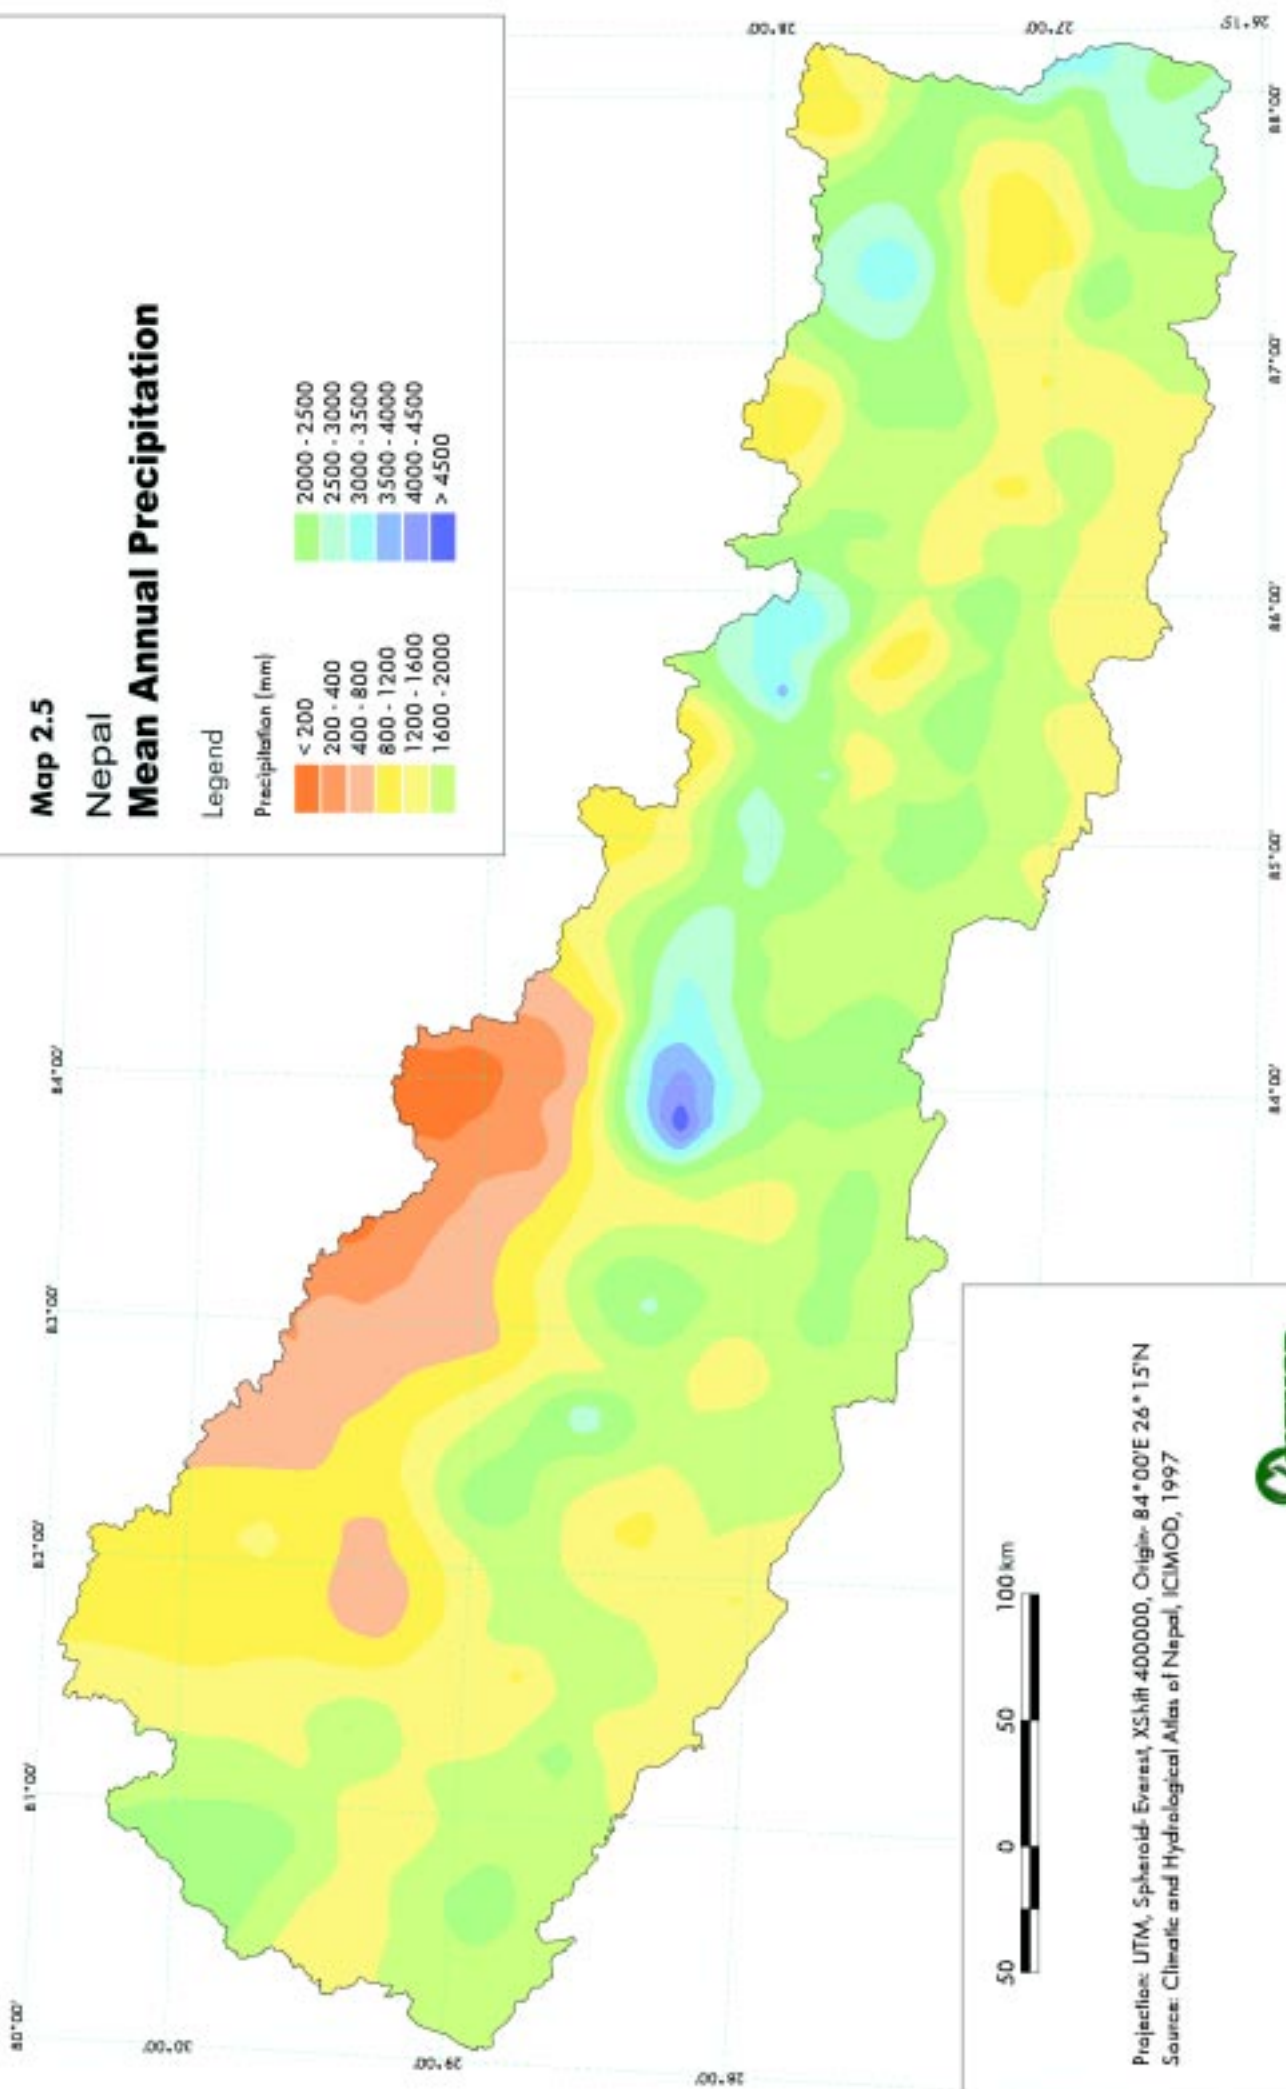 Map 2.5
Nepal
Mean Annual Precipitation
Legend
Precipitation (mm)
< 200
200 - 400
400 - 800
800 - 1200
1200 - 1600
1600 - 2000
2000 - 2500
2500 - 3000
3000 - 3500
3500 - 4000
4000 - 4500
> 4500
80°00'
81°00'
82°00'
83°00'
84°00'
30°00'
29°00'
28°00'
28°00'
27°00'
26°15'
84°00'
85°00'
86°00'
87°00'
88°00'
50 0 50 100 km
Projection: UTM, Spheroid- Everest, XShift 400000, Origin- 84°00'E 26°15'N
Source: Climatic and Hydrological Atlas of Nepal, ICIMOD, 1997